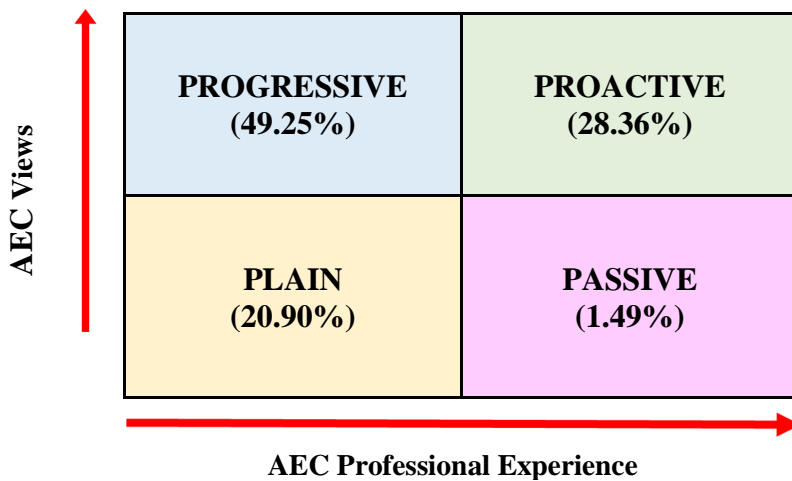 AEC Views
PROGRESSIVE
(49.25%)
PROACTIVE
(28.36%)
PLAIN
(20.90%)
PASSIVE
(1.49%)
AEC Professional Experience